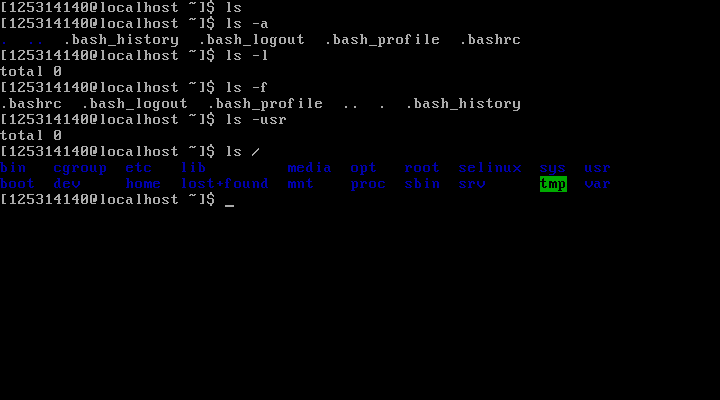 [125314140@localhost ~]$ ls
[125314140@localhost ~]$ ls -a
.  ..  .bash_history  .bash_logout  .bash_profile  .bashrc
[125314140@localhost ~]$ ls -l
total 0
[125314140@localhost ~]$ ls -f
.bashrc  .bash_logout  .bash_profile  ..  .  .bash_history
[125314140@localhost ~]$ ls -usr
total 0
[125314140@localhost ~]$ ls /
bin   cgroup  etc   lib         media  opt   root  selinux  sys  usr
boot  dev     home  lost+found  mnt    proc  sbin  srv      tmp  var
[125314140@localhost ~]$ _